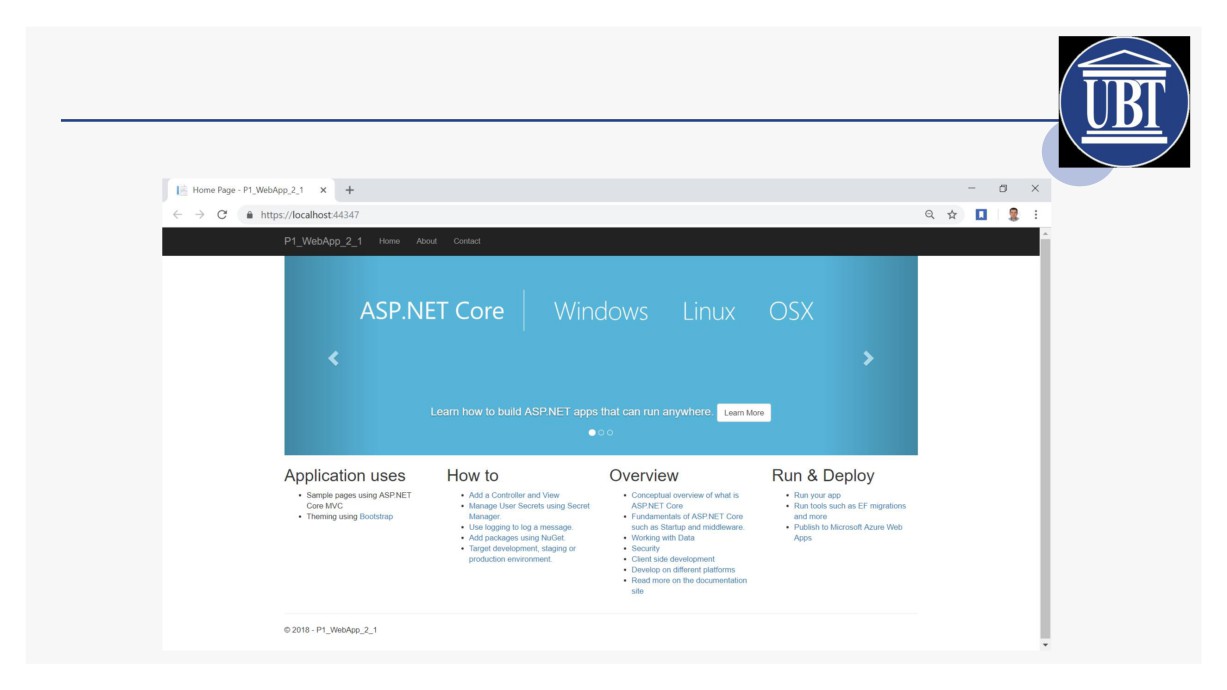 UBT
Home Page - P1_WebApp_2_1
https://localhost:44347
P1_WebApp_2_1 Home About Contact
ASP.NET Core Windows Linux OSX
Learn how to build ASP.NET apps that can run anywhere. Learn More
Application uses
Sample pages using ASP.NET
Core MVC
Theming using Bootstrap
How to
Add a Controller and View
Manage User Secrets using Secret
Manager.
Use logging to log a message.
Add packages using NuGet.
Target development, staging or
production environment.
Overview
Conceptual overview of what is
ASP.NET Core
Fundamentals of ASP.NET Core
such as Startup and middleware.
Working with Data
Security
Client side development
Develop on different platforms
Read more on the documentation
site
Run & Deploy
Run your app
Run tools such as EF migrations
and more
Publish to Microsoft Azure Web
Apps
© 2018 - P1_WebApp_2_1